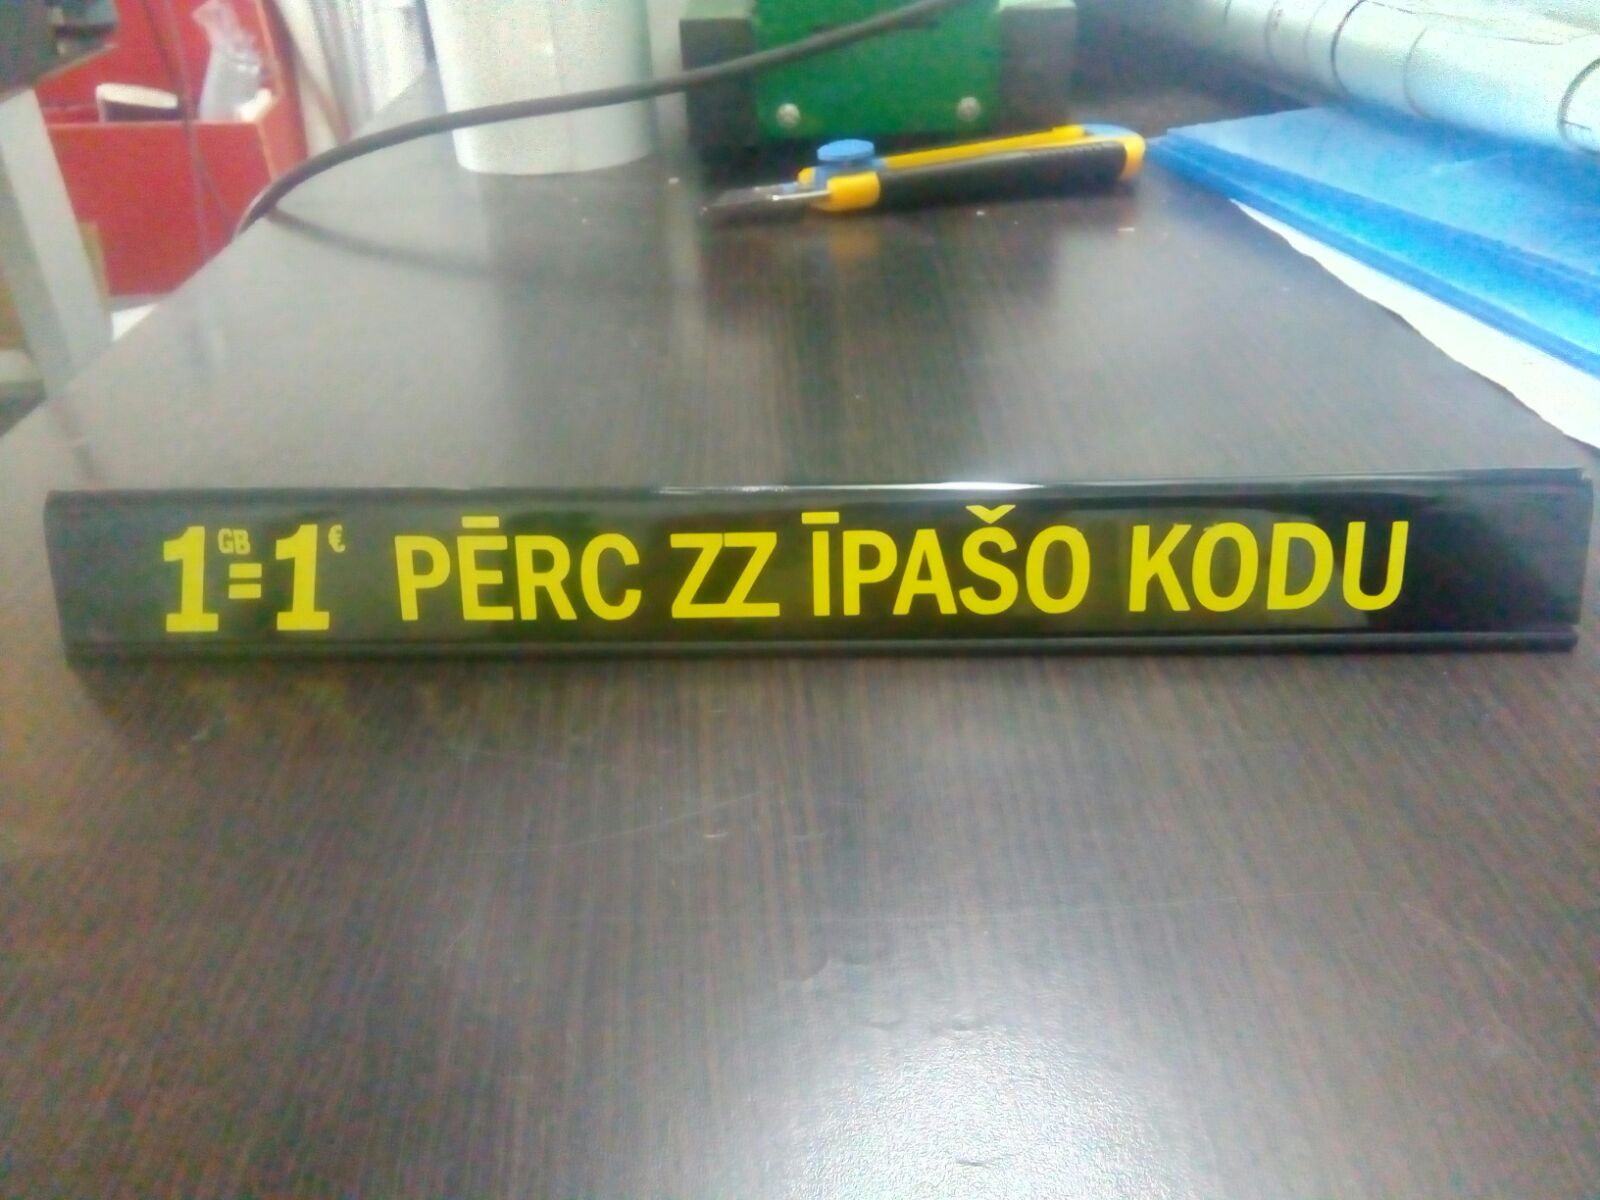 1GB=1€ PĒRC ZZ ĪPAŠO KODU